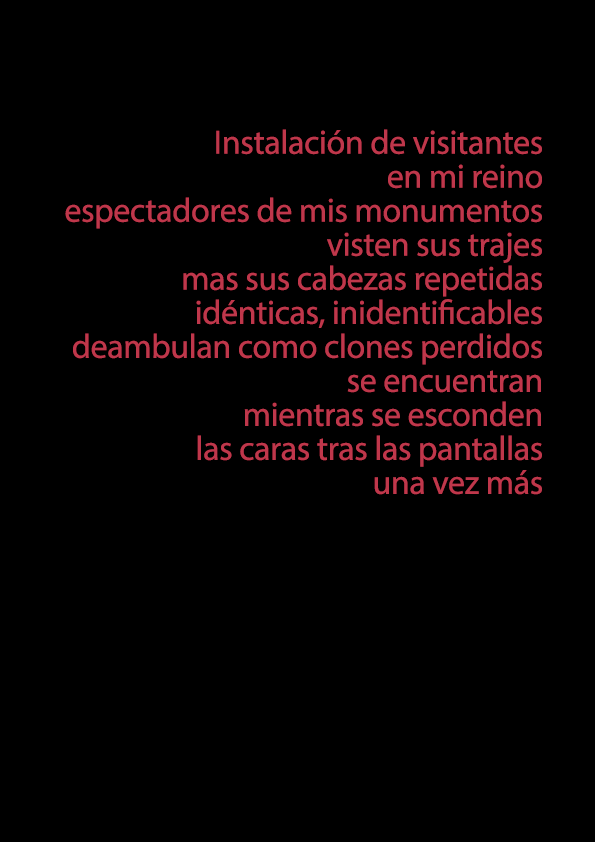 Instalación de visitantes
en mi reino
espectadores de mis monumentos
visten sus trajes
mas sus cabezas repetidas
idénticas, inidentificables
deambulan como clones perdidos
se encuentran
mientras se esconden
las caras tras las pantallas
una vez más